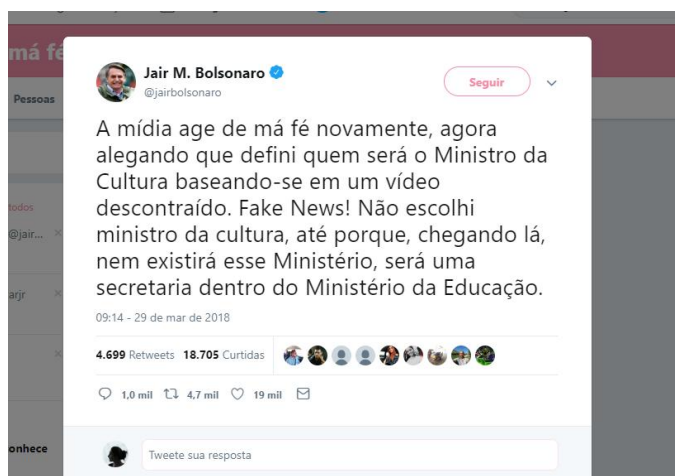 má fé
Pessoas
todos
@jair...
arjr
onhece
Jair M. Bolsonaro
@jairbolsonaro
Seguir
A mídia age de má fé novamente, agora
alegando que defini quem será o Ministro da
Cultura baseando-se em um vídeo
descontraído. Fake News! Não escolhi
ministro da cultura, até porque, chegando lá,
nem existirá esse Ministério, será uma
secretaria dentro do Ministério da Educação.
09:14 - 29 de mar de 2018
4.699 Retweets 18.705 Curtidas
1,0 mil 4,7 mil 19 mil
Tweete sua resposta